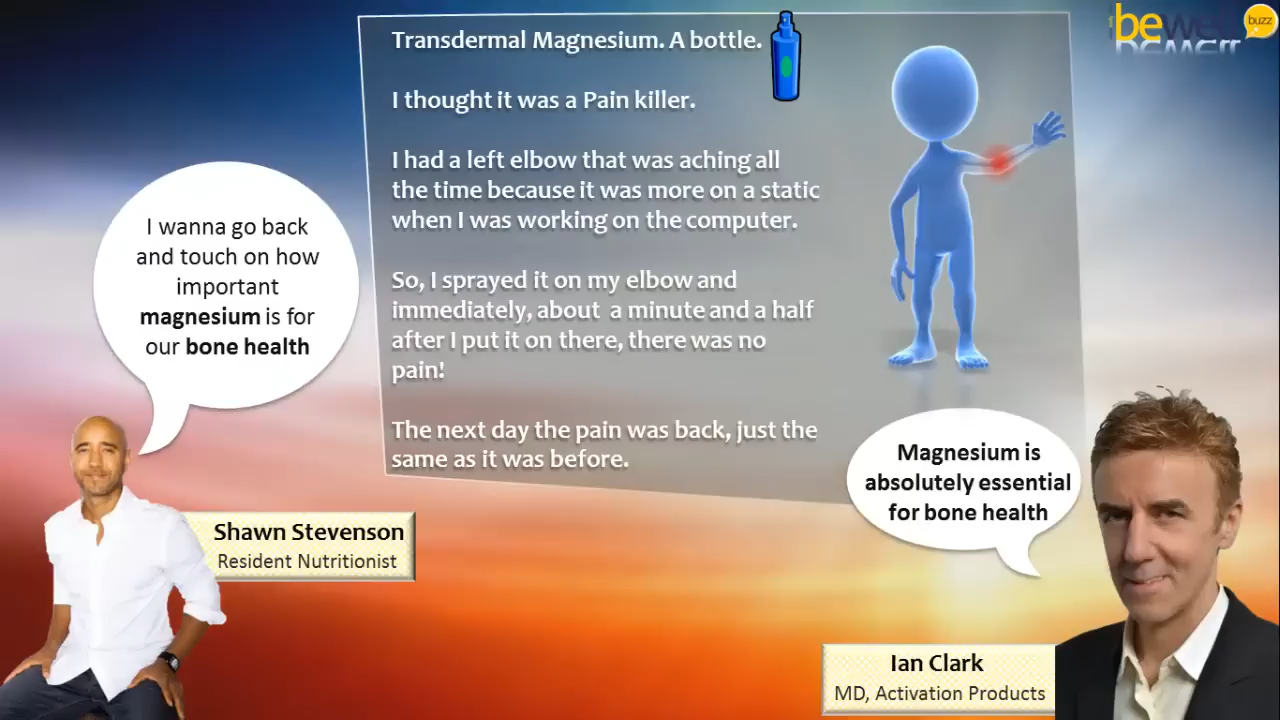 Transdermal Magnesium. A bottle.
I thought it was a Pain killer.
I had a left elbow that was aching all
the time because it was more on a static
when I was working on the computer.
So, I sprayed it on my elbow and
immediately, about a minute and a half
after I put it on there, there was no
pain!
The next day the pain was back, just the
same as it was before.
bewell
buzz
I wanna go back
and touch on how
important
magnesium is for
our bone health
Shawn Stevenson
Resident Nutritionist
Magnesium is
absolutely essential
for bone health
Ian Clark
MD, Activation Products